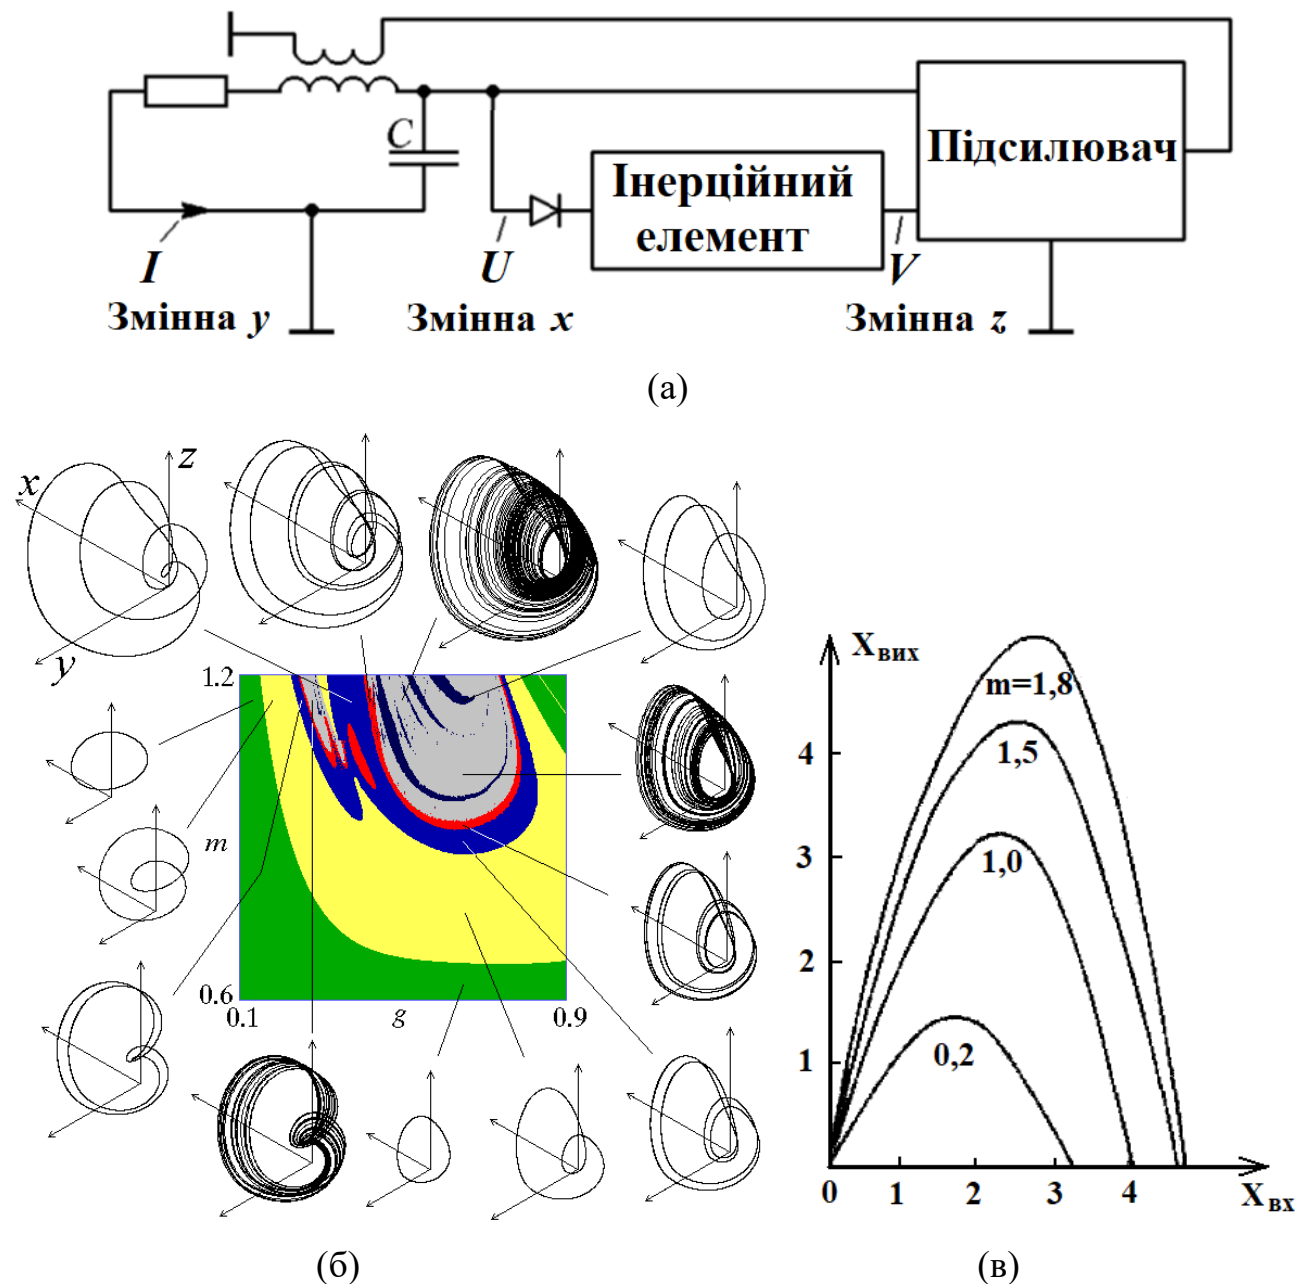 C
Підсилювач
Інерційний
елемент
I
U
V
Змінна y
Змінна x
Змінна z
(а)
z
x
y
1.2
m
0.6
0.1
g
0.9
Xвих
m=1,8
4
1,5
3
1,0
2
0,2
1
0
1
2
3
4
Xвх
(б)
(в)